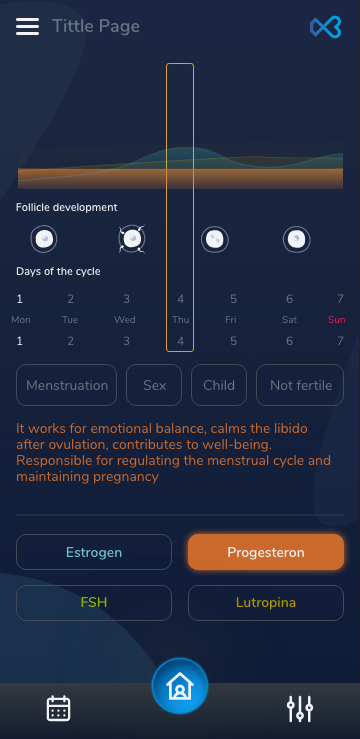 Tittle Page
Follicle development
Days of the cycle
1 2 3 4 5 6 7
Mon Tue Wed Thu Fri Sat Sun
1 2 3 4 5 6 7
Menstruation Sex Child Not fertile
It works for emotional balance, calms the libido
after ovulation, contributes to well-being.
Responsible for regulating the menstrual cycle and
maintaining pregnancy
Estrogen Progesteron
FSH Lutropina